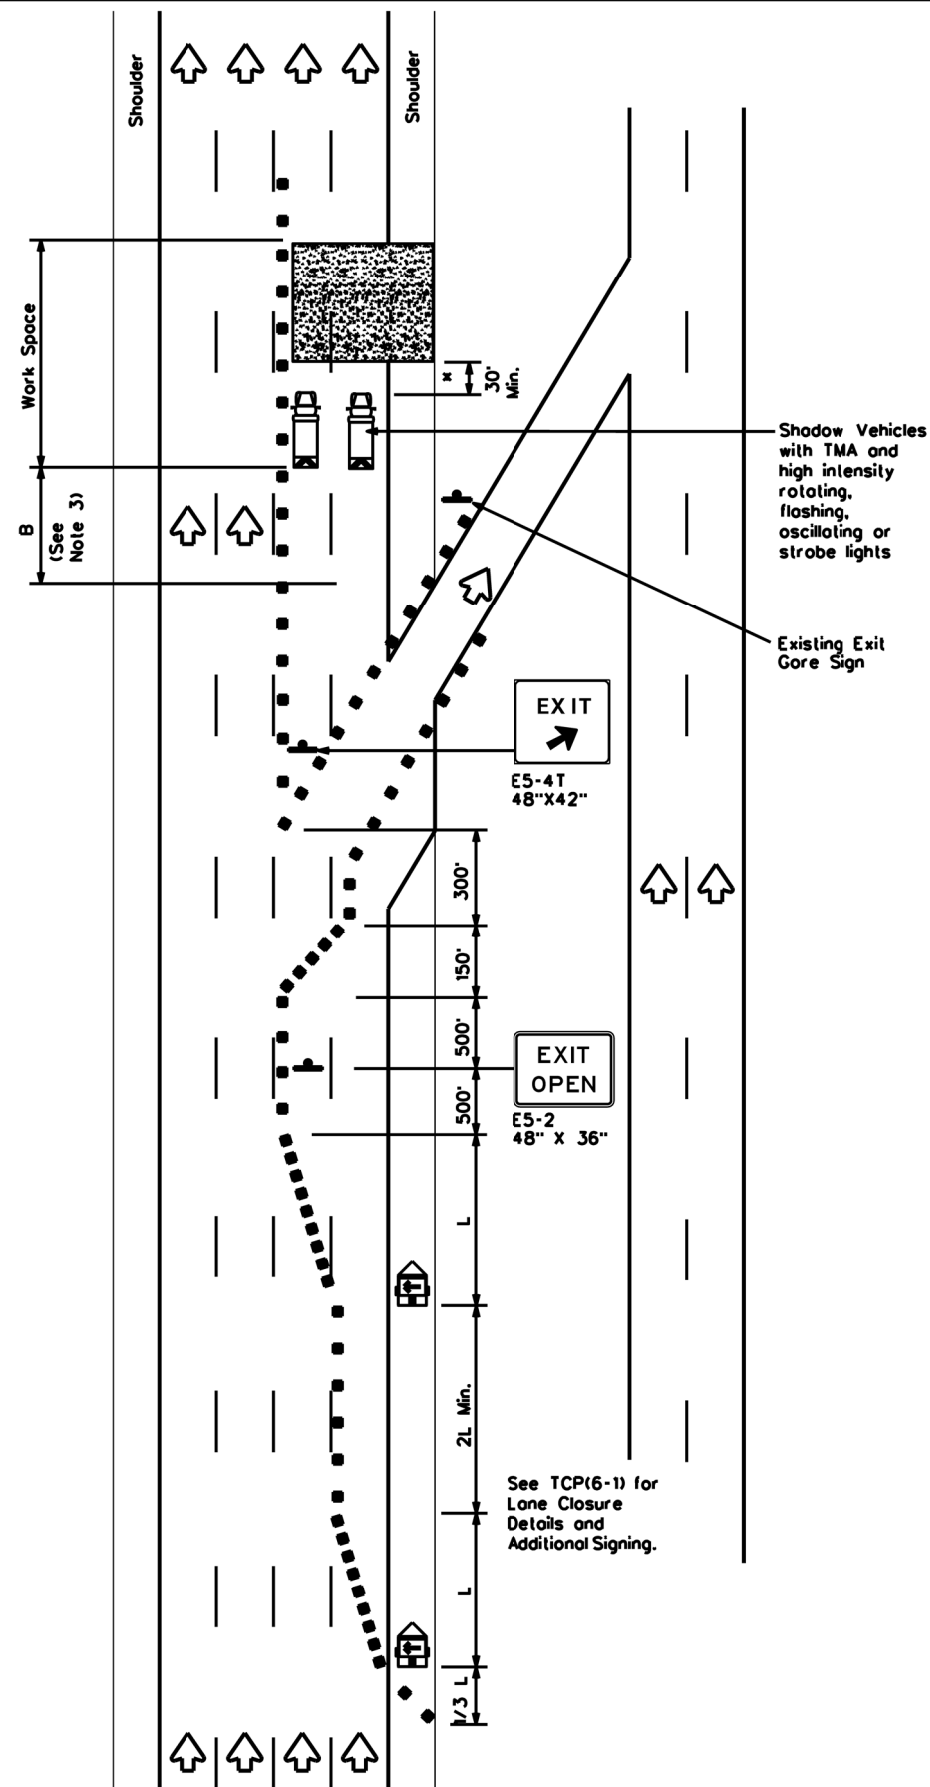 Shoulder
Shoulder
Work Space
x
30'
Min.
B
(See
Note 3)
Shadow Vehicles
with TMA and
high intensity
rotating,
flashing,
oscillating or
strobe lights
Existing Exit
Gore Sign
EXIT
E5-4T
48"X42"
300'
150'
500'
500'
EXIT
OPEN
E5-2
48" X 36"
L
2L Min.
See TCP(6-1) for
Lane Closure
Details and
Additional Signing.
L
1/3 L